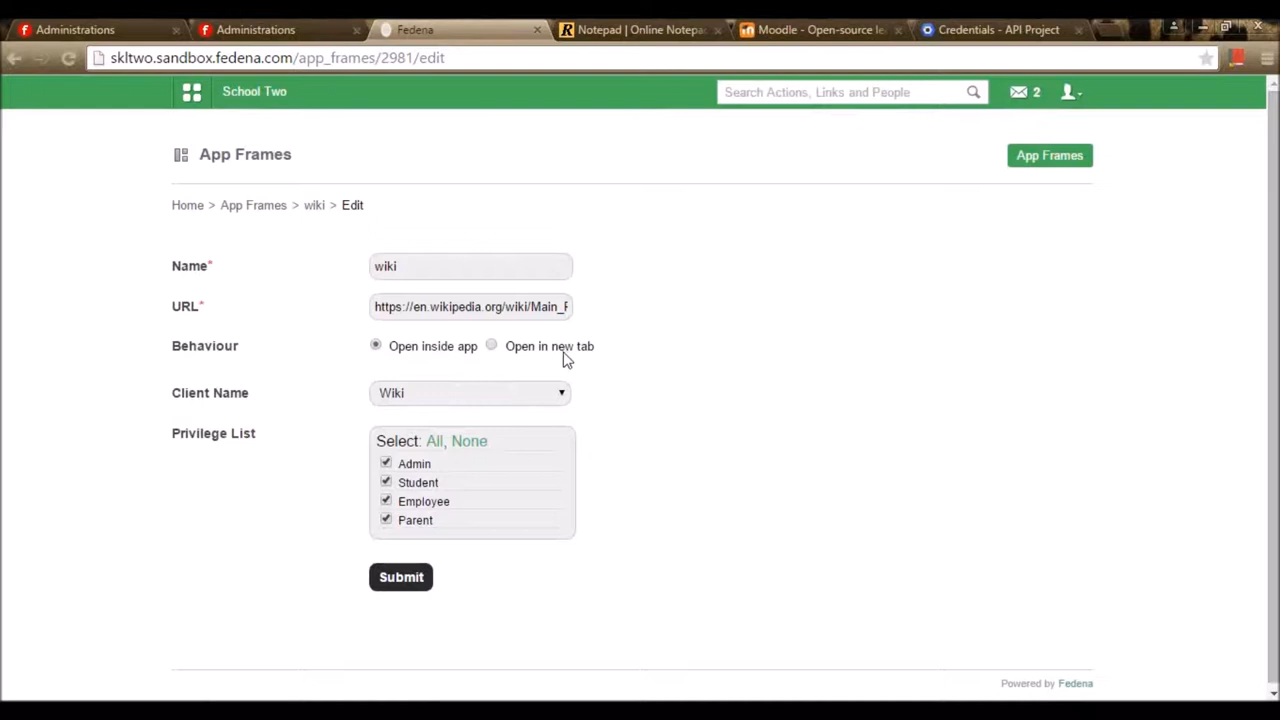 Administrations
Administrations
Fedena
Notepad | Online Notepa
Moodle - Open-source le
Credentials - API Project
skltwo.sandbox.fedena.com/app_frames/2981/edit
School Two
Search Actions, Links and People
2
App Frames
App Frames
Home > App Frames > wiki > Edit
Name*
wiki
URL*
https://en.wikipedia.org/wiki/Main_P
Behaviour
Open inside app
Open in new tab
Client Name
Wiki
Privilege List
Select: All, None
Admin
Student
Employee
Parent
Submit
Powered by Fedena